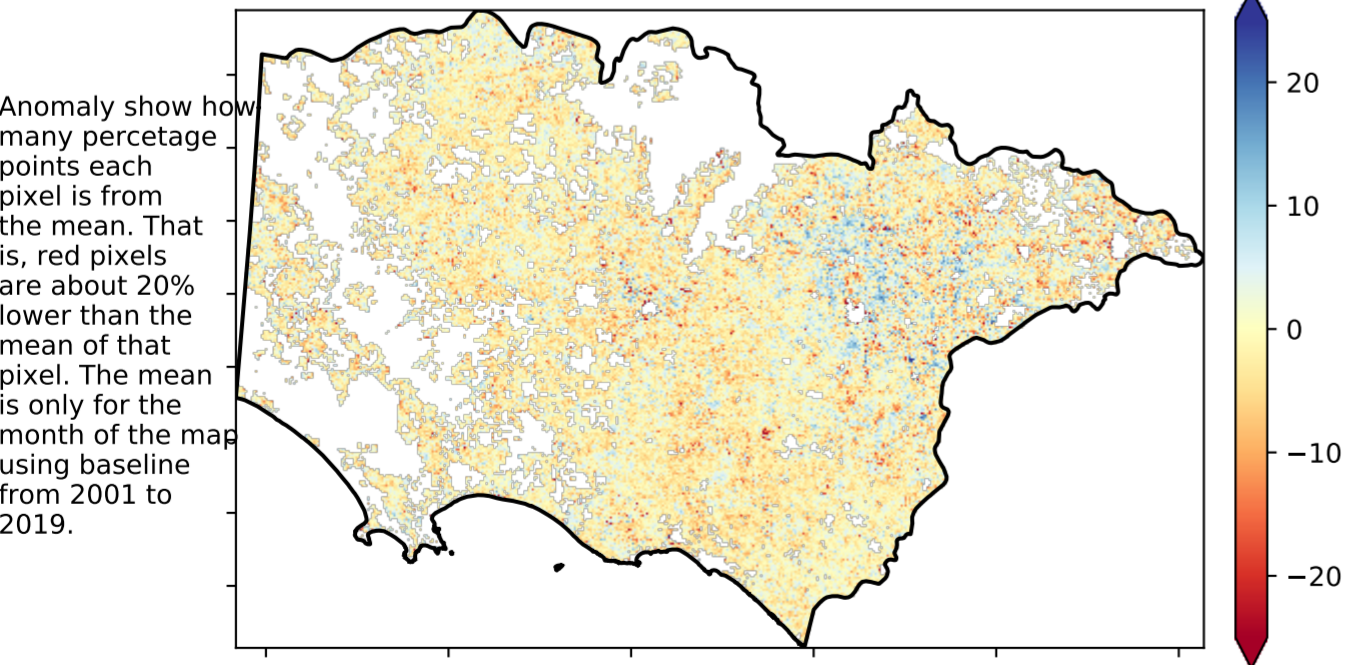 Anomaly show how
many percetage
points each
pixel is from
the mean. That
is, red pixels
are about 20%
lower than the
mean of that
pixel. The mean
is only for the
month of the map
using baseline
from 2001 to
2019.
20
10
0
−10
−20